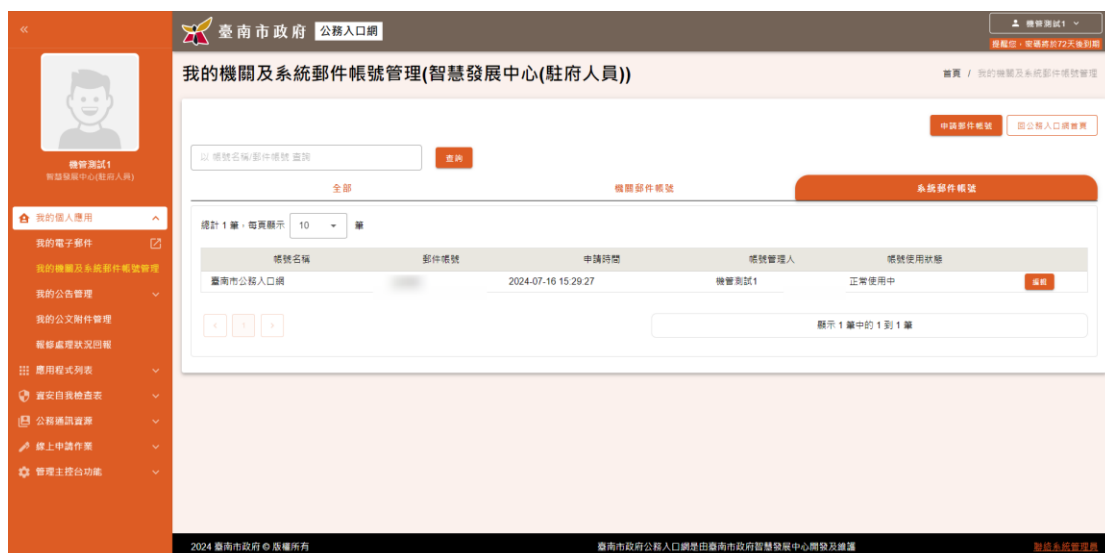 «
臺南市政府 公務入口網
機管測試1
提醒您，密碼將於72天後到期
我的機關及系統郵件帳號管理(智慧發展中心(駐府人員))
首頁 / 我的機關及系統郵件帳號管理
申請郵件帳號
回公務入口網首頁
以 帳號名稱/郵件帳號 查詢
查詢
全部
機關郵件帳號
系統郵件帳號
總計 1 筆，每頁顯示 10 筆
帳號名稱 郵件帳號 申請時間 帳號管理人 帳號使用狀態
臺南市公務入口網 2024-07-16 15:29:27 機管測試1 正常使用中 編輯
‹ 1 ›
顯示 1 筆中的 1 到 1 筆
機管測試1
智慧發展中心(駐府人員)
我的個人應用
我的電子郵件
我的機關及系統郵件帳號管理
我的公告管理
我的公文附件管理
報修處理狀況回報
應用程式列表
資安自我檢查表
公務通訊資源
線上申請作業
管理主控台功能
2024 臺南市政府 © 版權所有
臺南市政府公務入口網是由臺南市政府智慧發展中心開發及維護
聯絡系統管理員